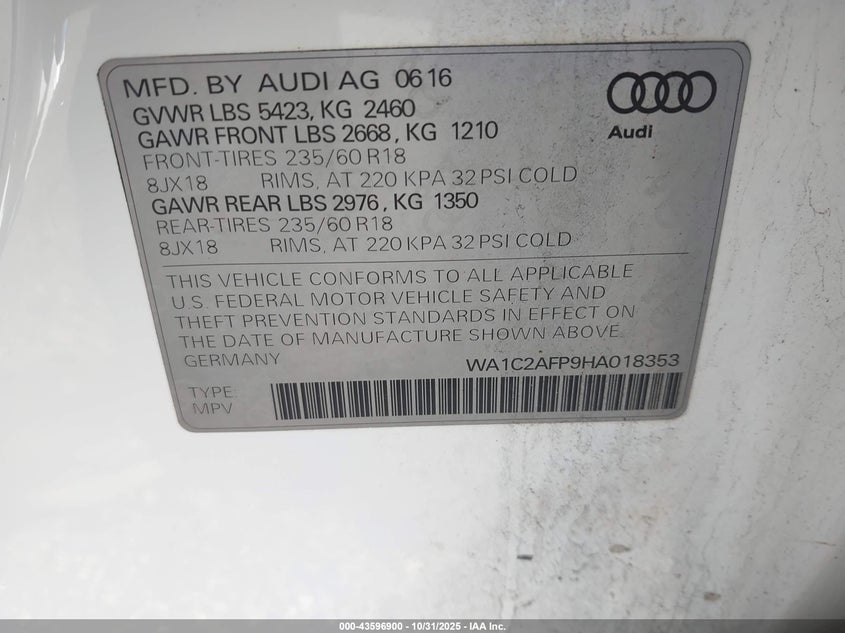 MFD. BY AUDI AG 0616
GVWR LBS 5423, KG 2460
GAWR FRONT LBS 2668, KG 1210
FRONT-TIRES 235/60 R18
8JX18 RIMS, AT 220 KPA 32 PSI COLD
GAWR REAR LBS 2976, KG 1350
REAR-TIRES 235/60 R18
8JX18 RIMS, AT 220 KPA 32 PSI COLD
Audi
THIS VEHICLE CONFORMS TO ALL APPLICABLE
U.S. FEDERAL MOTOR VEHICLE SAFETY AND
THEFT PREVENTION STANDARDS IN EFFECT ON
THE DATE OF MANUFACTURE SHOWN ABOVE.
GERMANY WA1C2AFP9HA018353
TYPE:
MPV
000-43596900 - 10/31/2025 - IAA Inc.